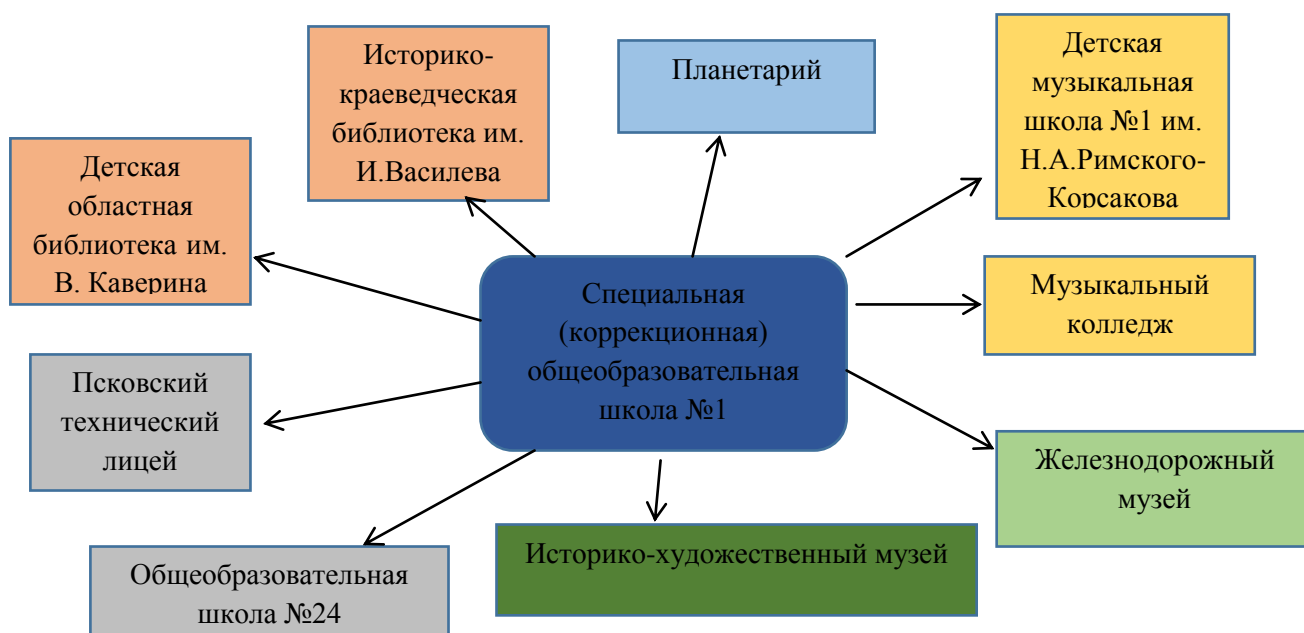 Историко-
краеведческая
библиотека им.
И.Василева
Планетарий
Детская
музыкальная
школа №1 им.
Н.А.Римского-
Корсакова
Детская
областная
библиотека им.
В. Каверина
Специальная
(коррекционная)
общеобразовательная
школа №1
Музыкальный
колледж
Псковский
технический
лицей
Железнодорожный
музей
Историко-художественный музей
Общеобразовательная
школа №24